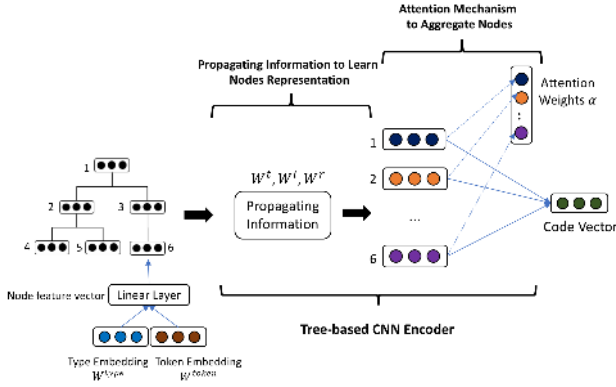 Attention Mechanism
to Aggregate Nodes
Propagating Information to Learn
Nodes Representation
Attention
Weights α
1
1
2
3
4
5
6
W^t, W^l, W^r
Propagating
Information
2
...
6
Code Vector
Node feature vector
Linear Layer
Tree-based CNN Encoder
Type Embedding
W^type
Token Embedding
W^token